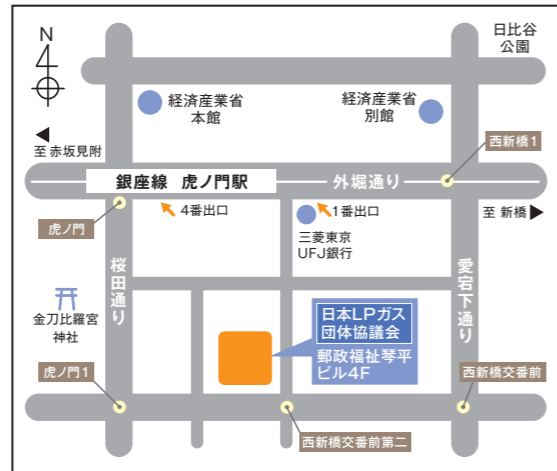 N
日比谷
公園
経済産業省
本館
経済産業省
別館
西新橋1
至 赤坂見附
銀座線 虎ノ門駅
外堀通り
4番出口
1番出口
至 新橋
虎ノ門
三菱東京
UFJ銀行
桜田通り
愛宕下通り
金刀比羅宮
神社
日本LPガス
団体協議会
郵政福祉琴平
ビル4F
虎ノ門1
西新橋交番前
西新橋交番前第二